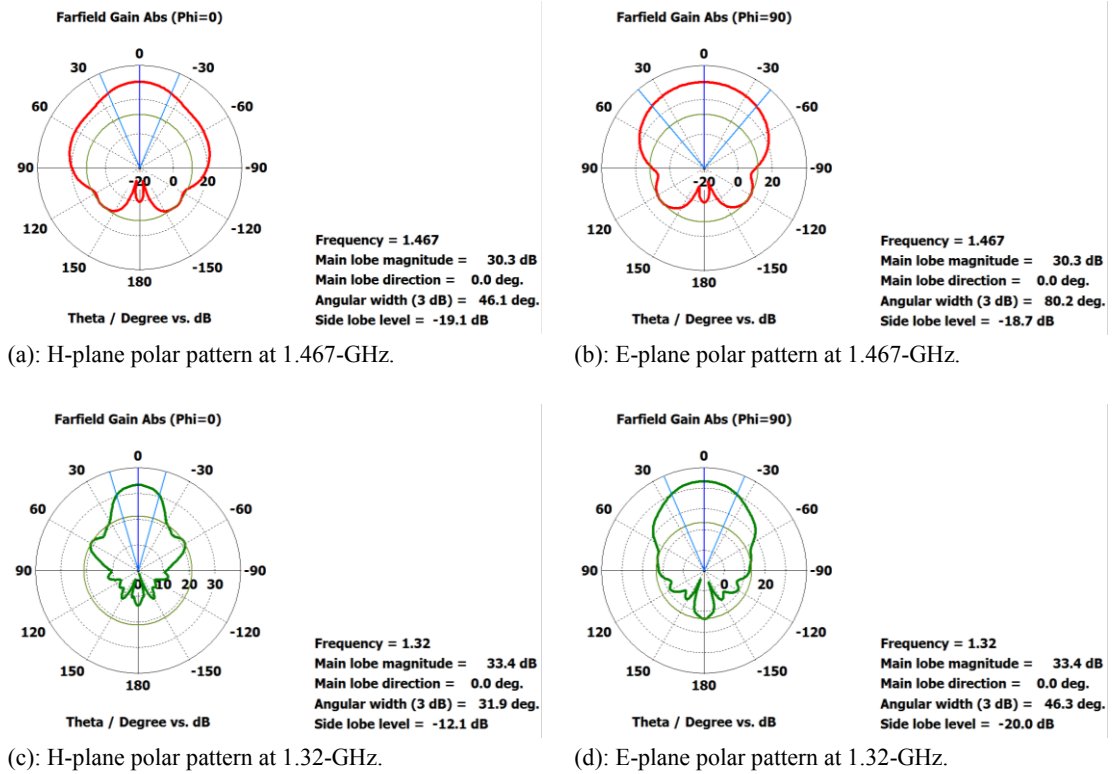 Farfield Gain Abs (Phi=0)
0
30 -30
60 -60
90 -20 0 20 -90
120 -120
150 -150
180
Theta / Degree vs. dB
Frequency = 1.467
Main lobe magnitude = 30.3 dB
Main lobe direction = 0.0 deg.
Angular width (3 dB) = 46.1 deg.
Side lobe level = -19.1 dB
(a): H-plane polar pattern at 1.467-GHz.
Farfield Gain Abs (Phi=90)
0
30 -30
60 -60
90 -20 0 20 -90
120 -120
150 -150
180
Theta / Degree vs. dB
Frequency = 1.467
Main lobe magnitude = 30.3 dB
Main lobe direction = 0.0 deg.
Angular width (3 dB) = 80.2 deg.
Side lobe level = -18.7 dB
(b): E-plane polar pattern at 1.467-GHz.
Farfield Gain Abs (Phi=0)
0
30 -30
60 -60
90 0 10 20 30 -90
120 -120
150 -150
180
Theta / Degree vs. dB
Frequency = 1.32
Main lobe magnitude = 33.4 dB
Main lobe direction = 0.0 deg.
Angular width (3 dB) = 31.9 deg.
Side lobe level = -12.1 dB
(c): H-plane polar pattern at 1.32-GHz.
Farfield Gain Abs (Phi=90)
0
30 -30
60 -60
90 0 20 -90
120 -120
150 -150
180
Theta / Degree vs. dB
Frequency = 1.32
Main lobe magnitude = 33.4 dB
Main lobe direction = 0.0 deg.
Angular width (3 dB) = 46.3 deg.
Side lobe level = -20.0 dB
(d): E-plane polar pattern at 1.32-GHz.